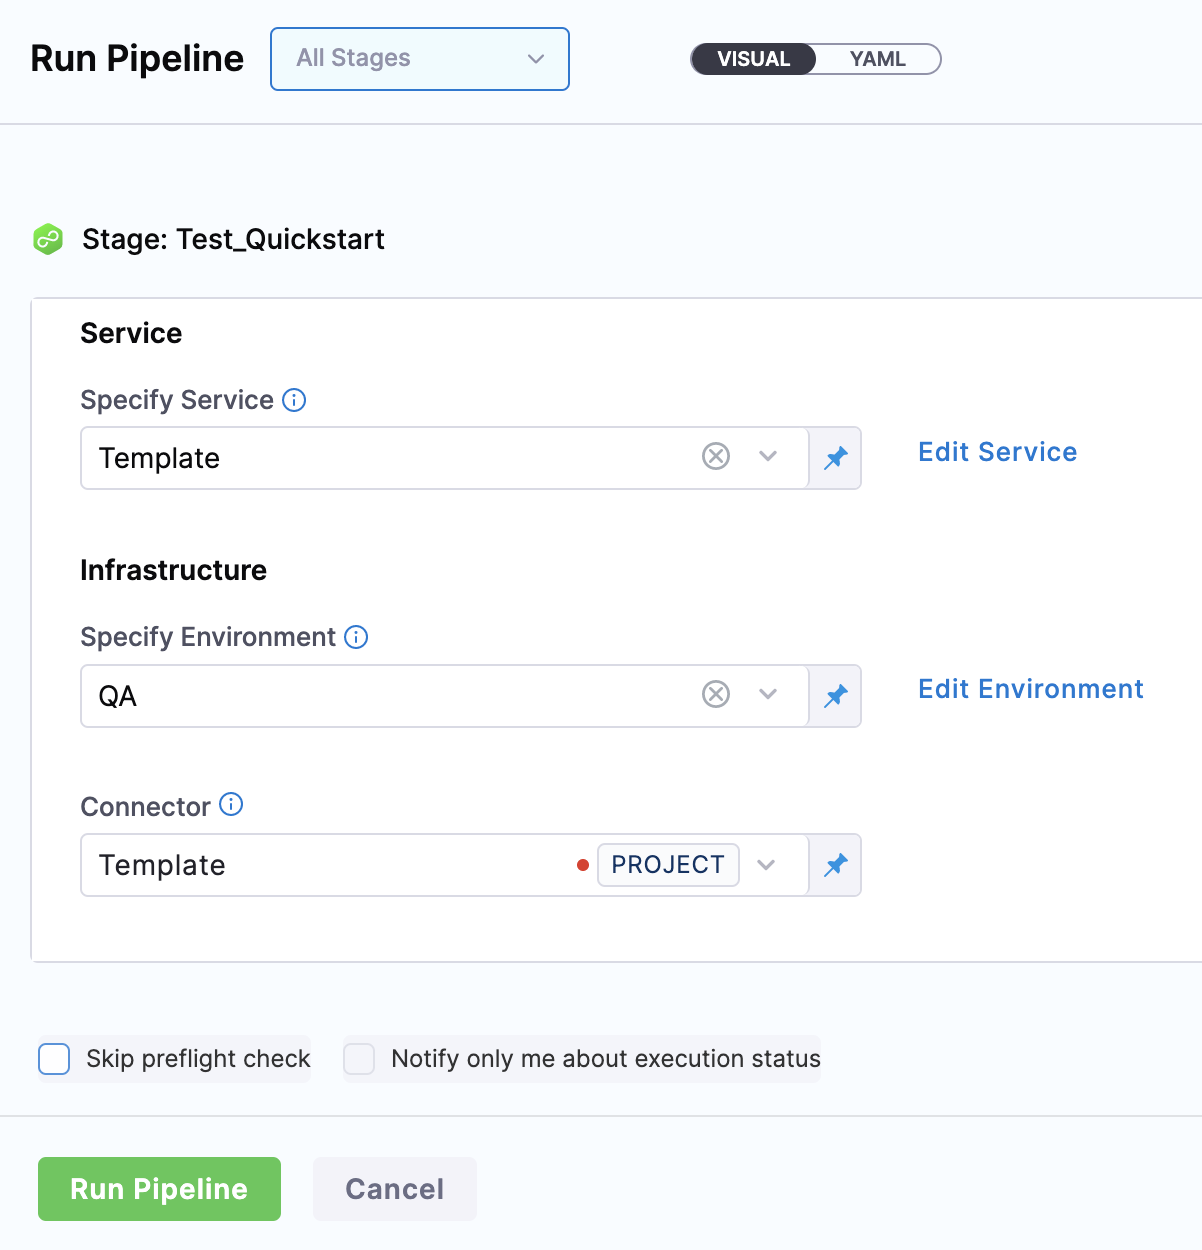 Run Pipeline
All Stages
VISUAL
YAML
Stage: Test_Quickstart
Service
Specify Service
Template
Edit Service
Infrastructure
Specify Environment
QA
Edit Environment
Connector
Template
PROJECT
Skip preflight check
Notify only me about execution status
Run Pipeline
Cancel